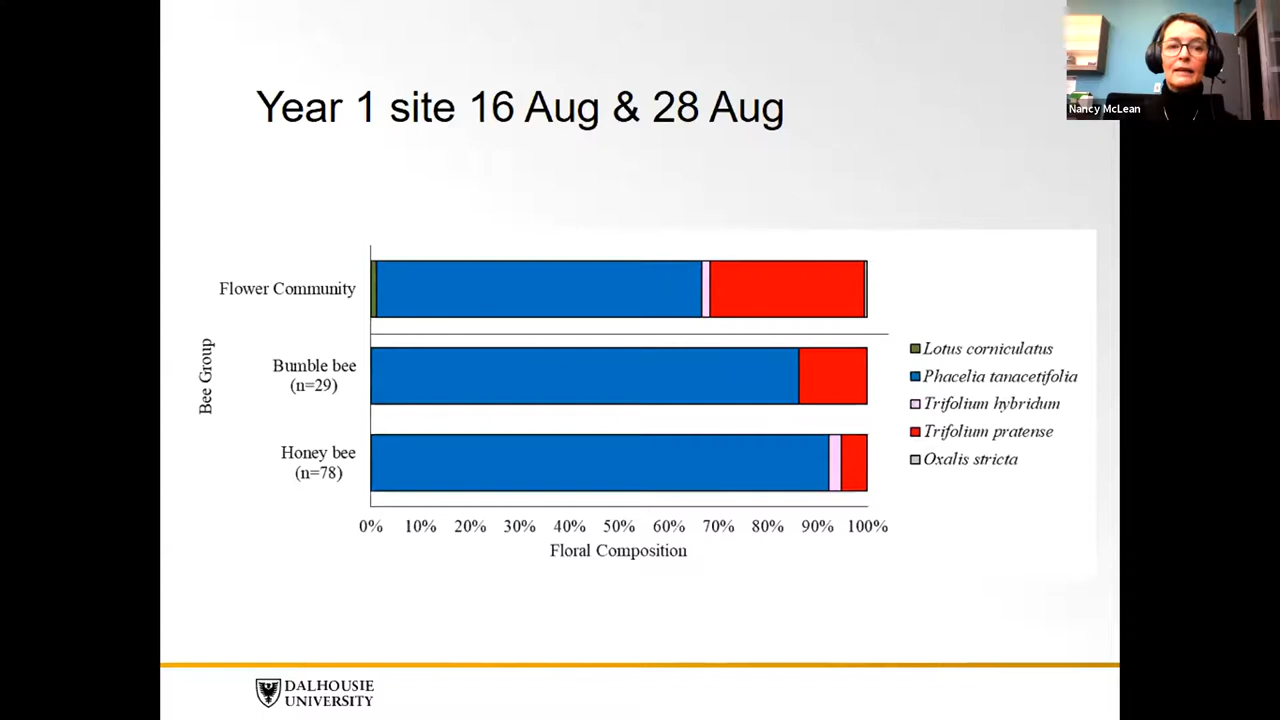 Nancy McLean
Year 1 site 16 Aug & 28 Aug
Bee Group
Flower Community
Bumble bee
(n=29)
Honey bee
(n=78)
0% 10% 20% 30% 40% 50% 60% 70% 80% 90% 100%
Floral Composition
Lotus corniculatus
Phacelia tanacetifolia
Trifolium hybridum
Trifolium pratense
Oxalis stricta
DALHOUSIE
UNIVERSITY